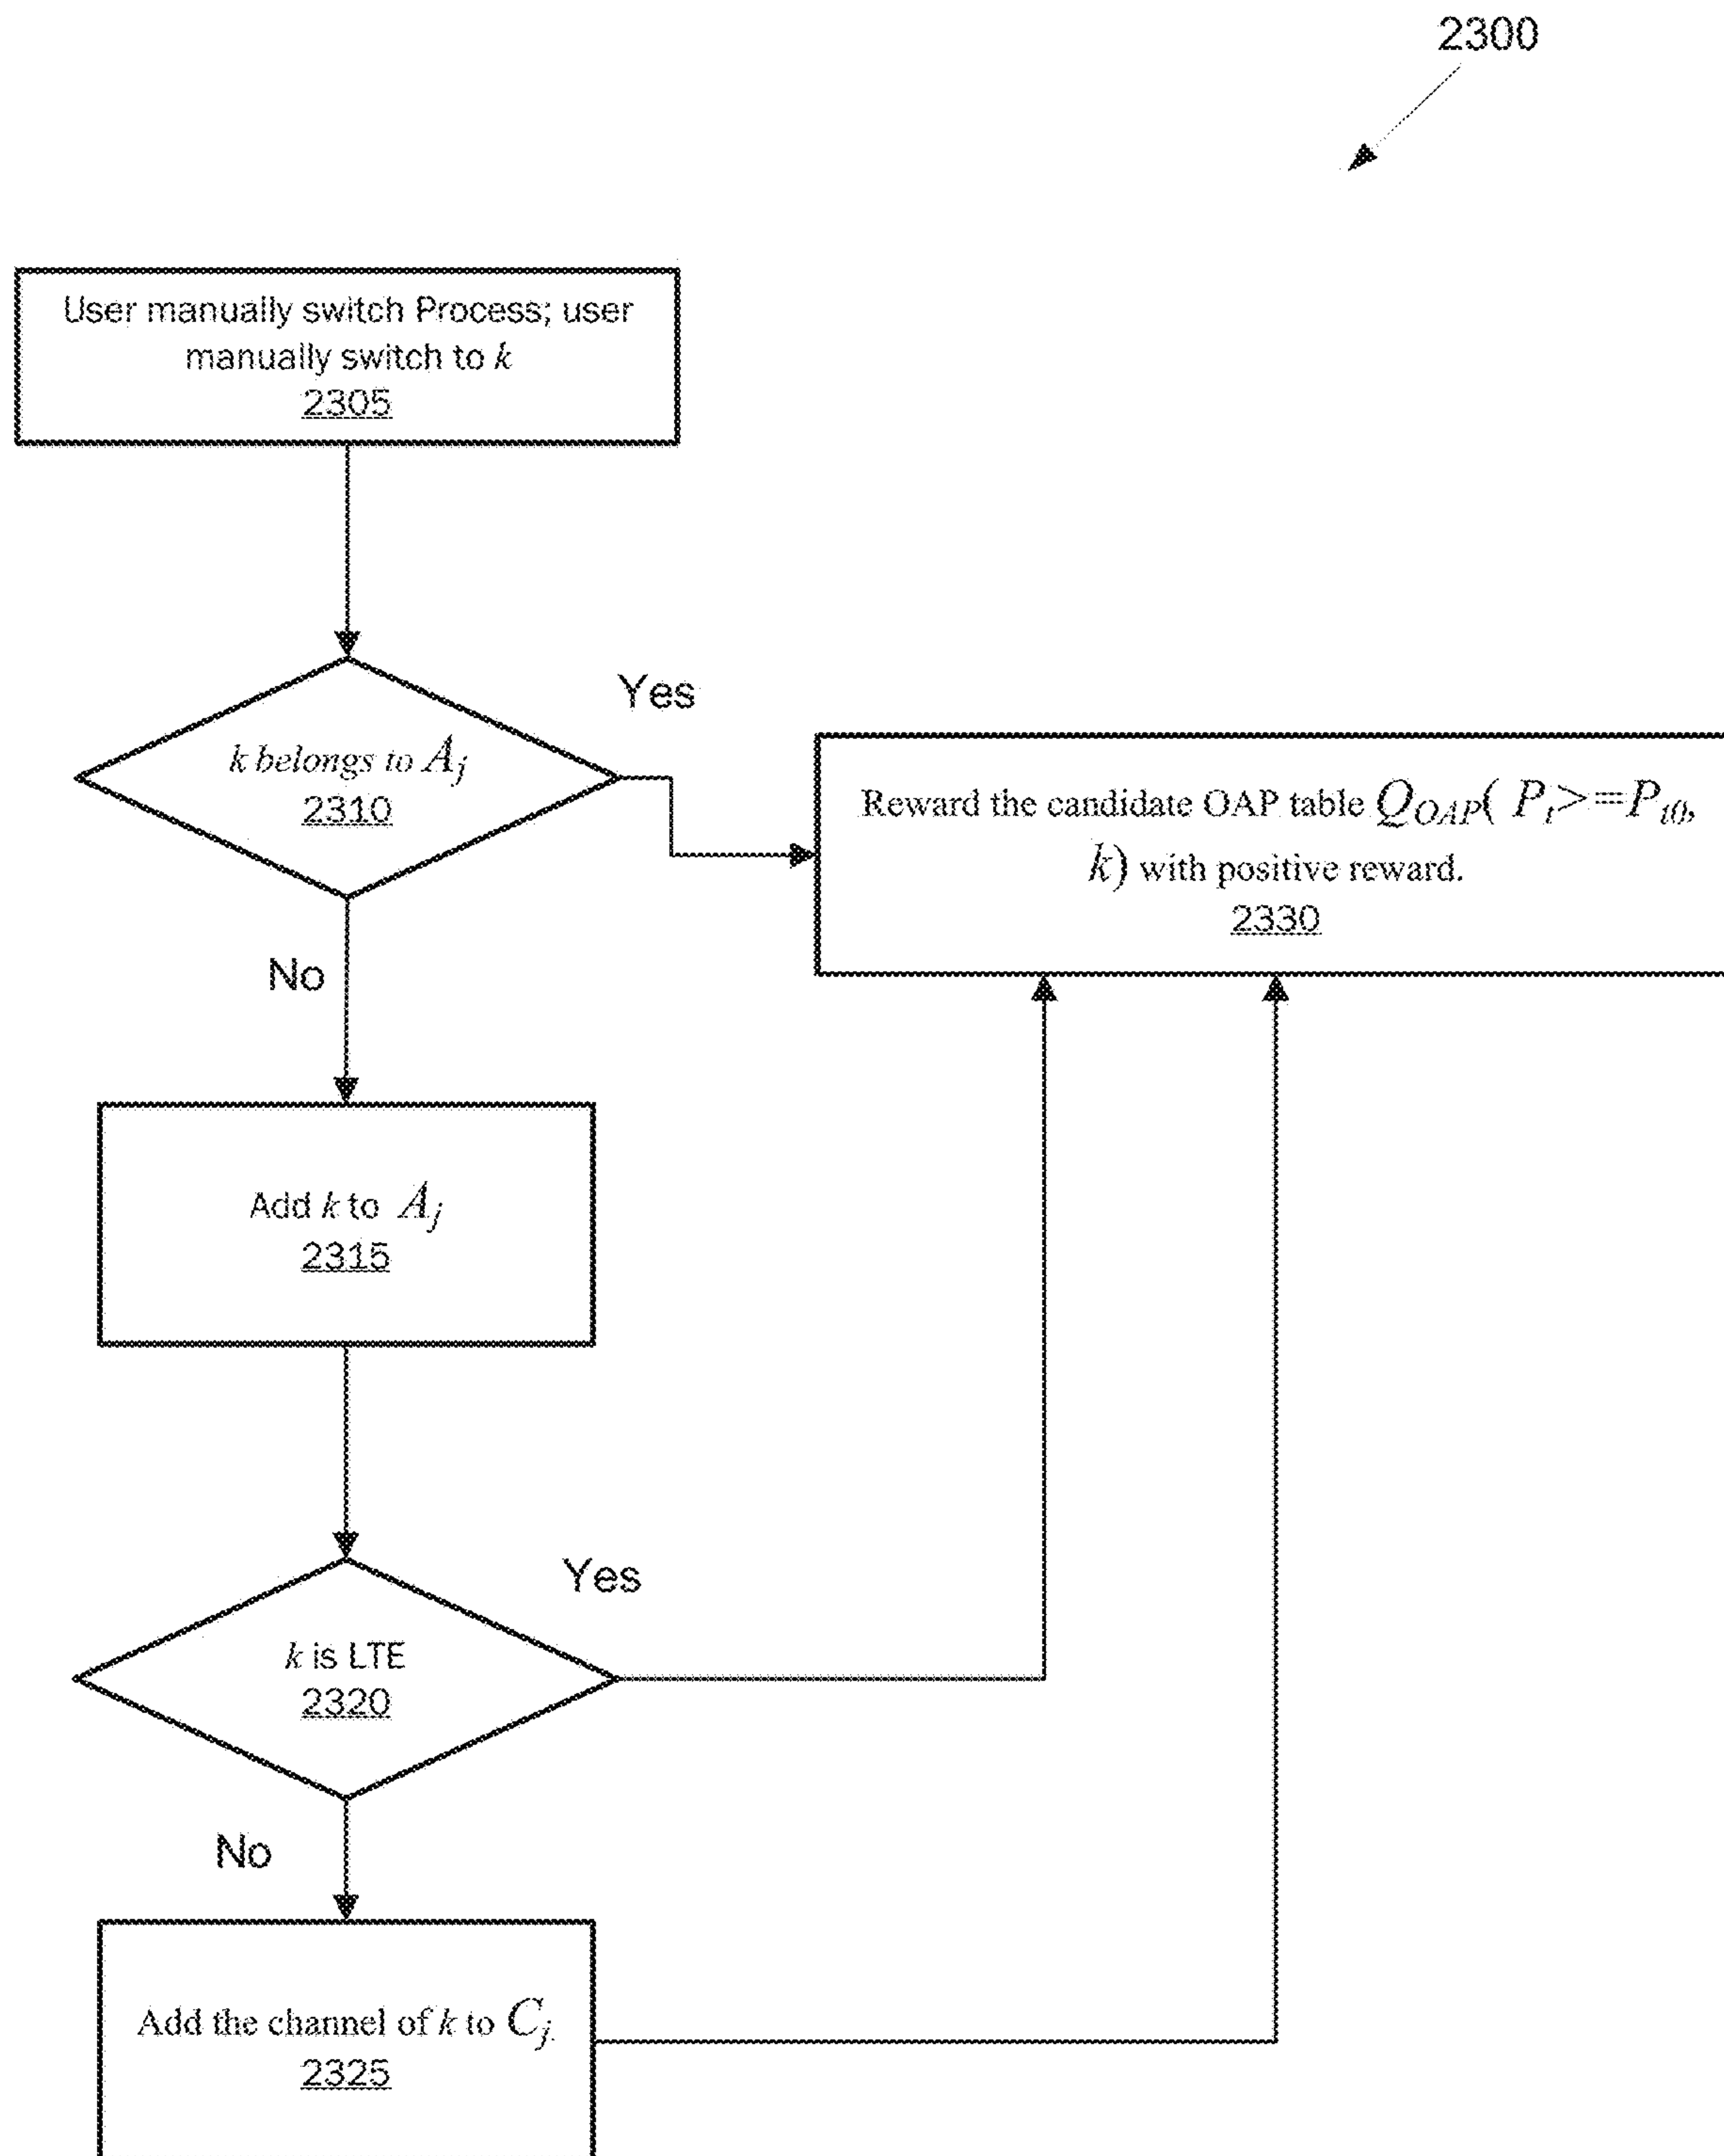 2300
User manually switch Process; user
manually switch to k
2305
Yes
k belongs to Aj
2310
Reward the candidate OAP table QOAP( Pt>=Pt0,
k) with positive reward.
2330
No
Add k to Aj
2315
Yes
k is LTE
2320
No
Add the channel of k to Cj.
2325